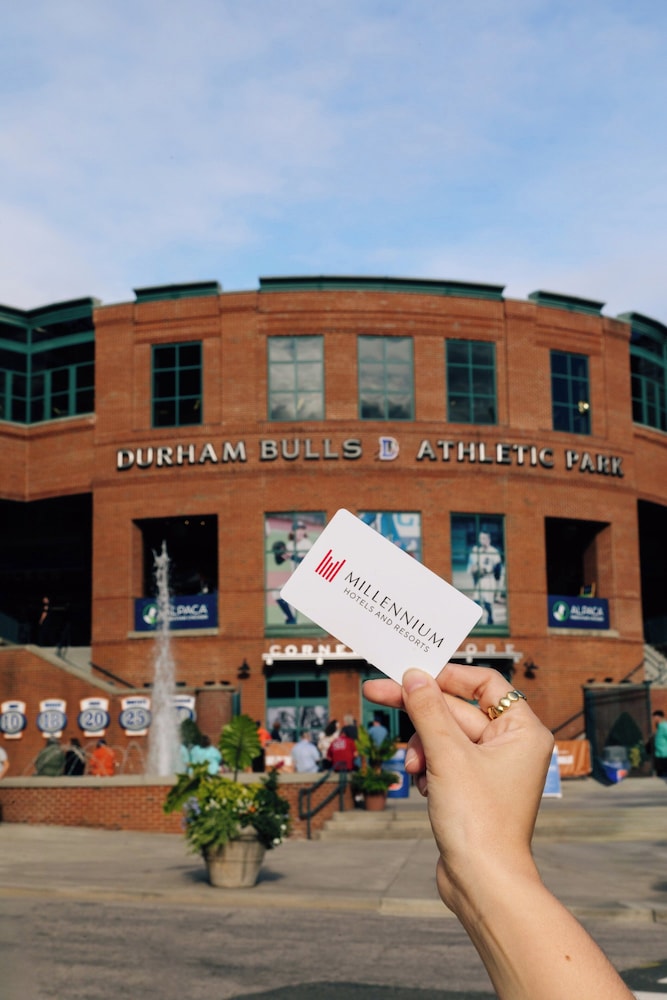 DURHAM BULLS D ATHLETIC PARK
MILLENNIUM
HOTELS AND RESORTS
ALPACA
ALPACA
10
18
20
25